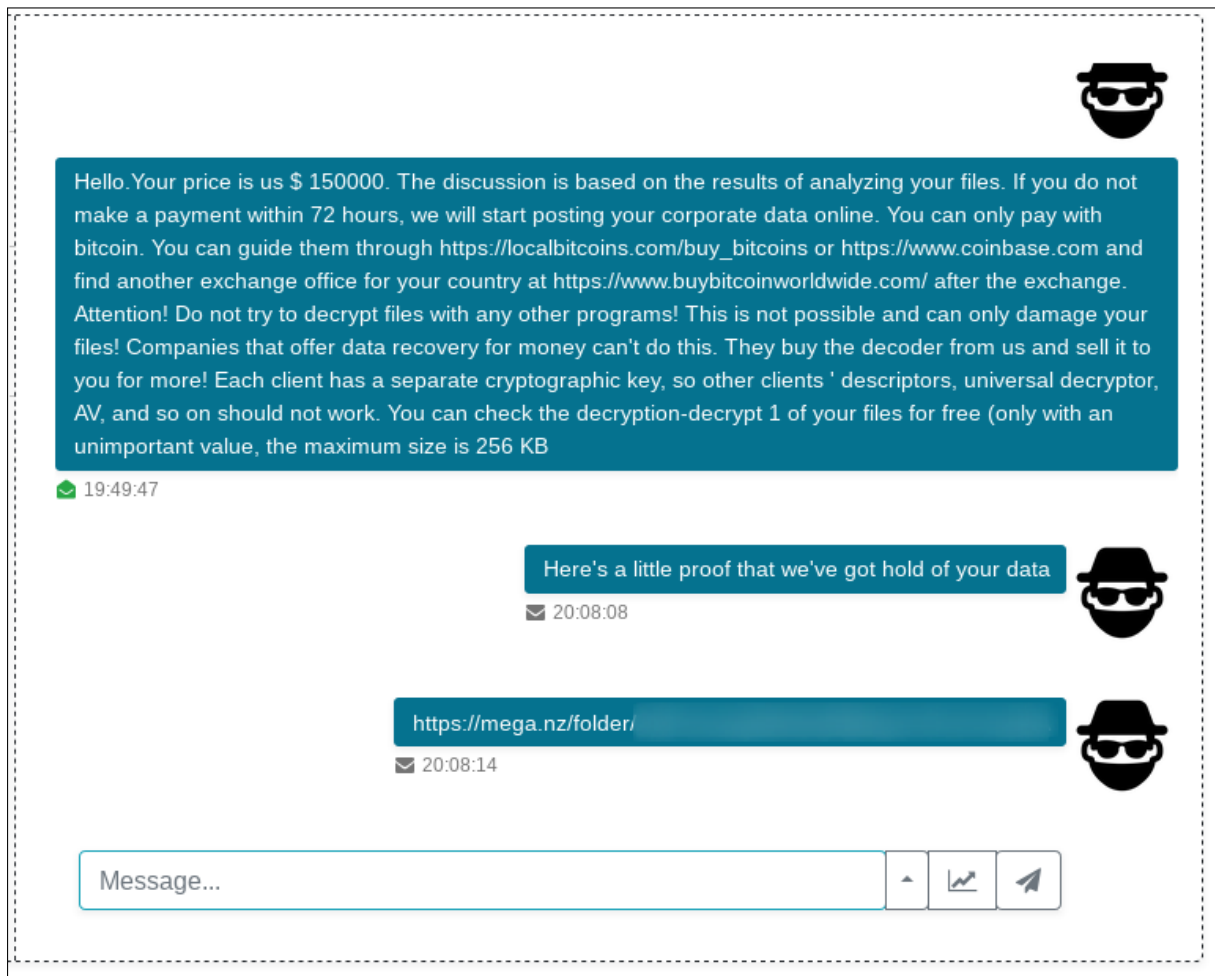 Hello.Your price is us $ 150000. The discussion is based on the results of analyzing your files. If you do not
make a payment within 72 hours, we will start posting your corporate data online. You can only pay with
bitcoin. You can guide them through https://localbitcoins.com/buy_bitcoins or https://www.coinbase.com and
find another exchange office for your country at https://www.buybitcoinworldwide.com/ after the exchange.
Attention! Do not try to decrypt files with any other programs! This is not possible and can only damage your
files! Companies that offer data recovery for money can't do this. They buy the decoder from us and sell it to
you for more! Each client has a separate cryptographic key, so other clients ' descriptors, universal decryptor,
AV, and so on should not work. You can check the decryption-decrypt 1 of your files for free (only with an
unimportant value, the maximum size is 256 KB
19:49:47
Here's a little proof that we've got hold of your data
20:08:08
https://mega.nz/folder/
20:08:14
Message...